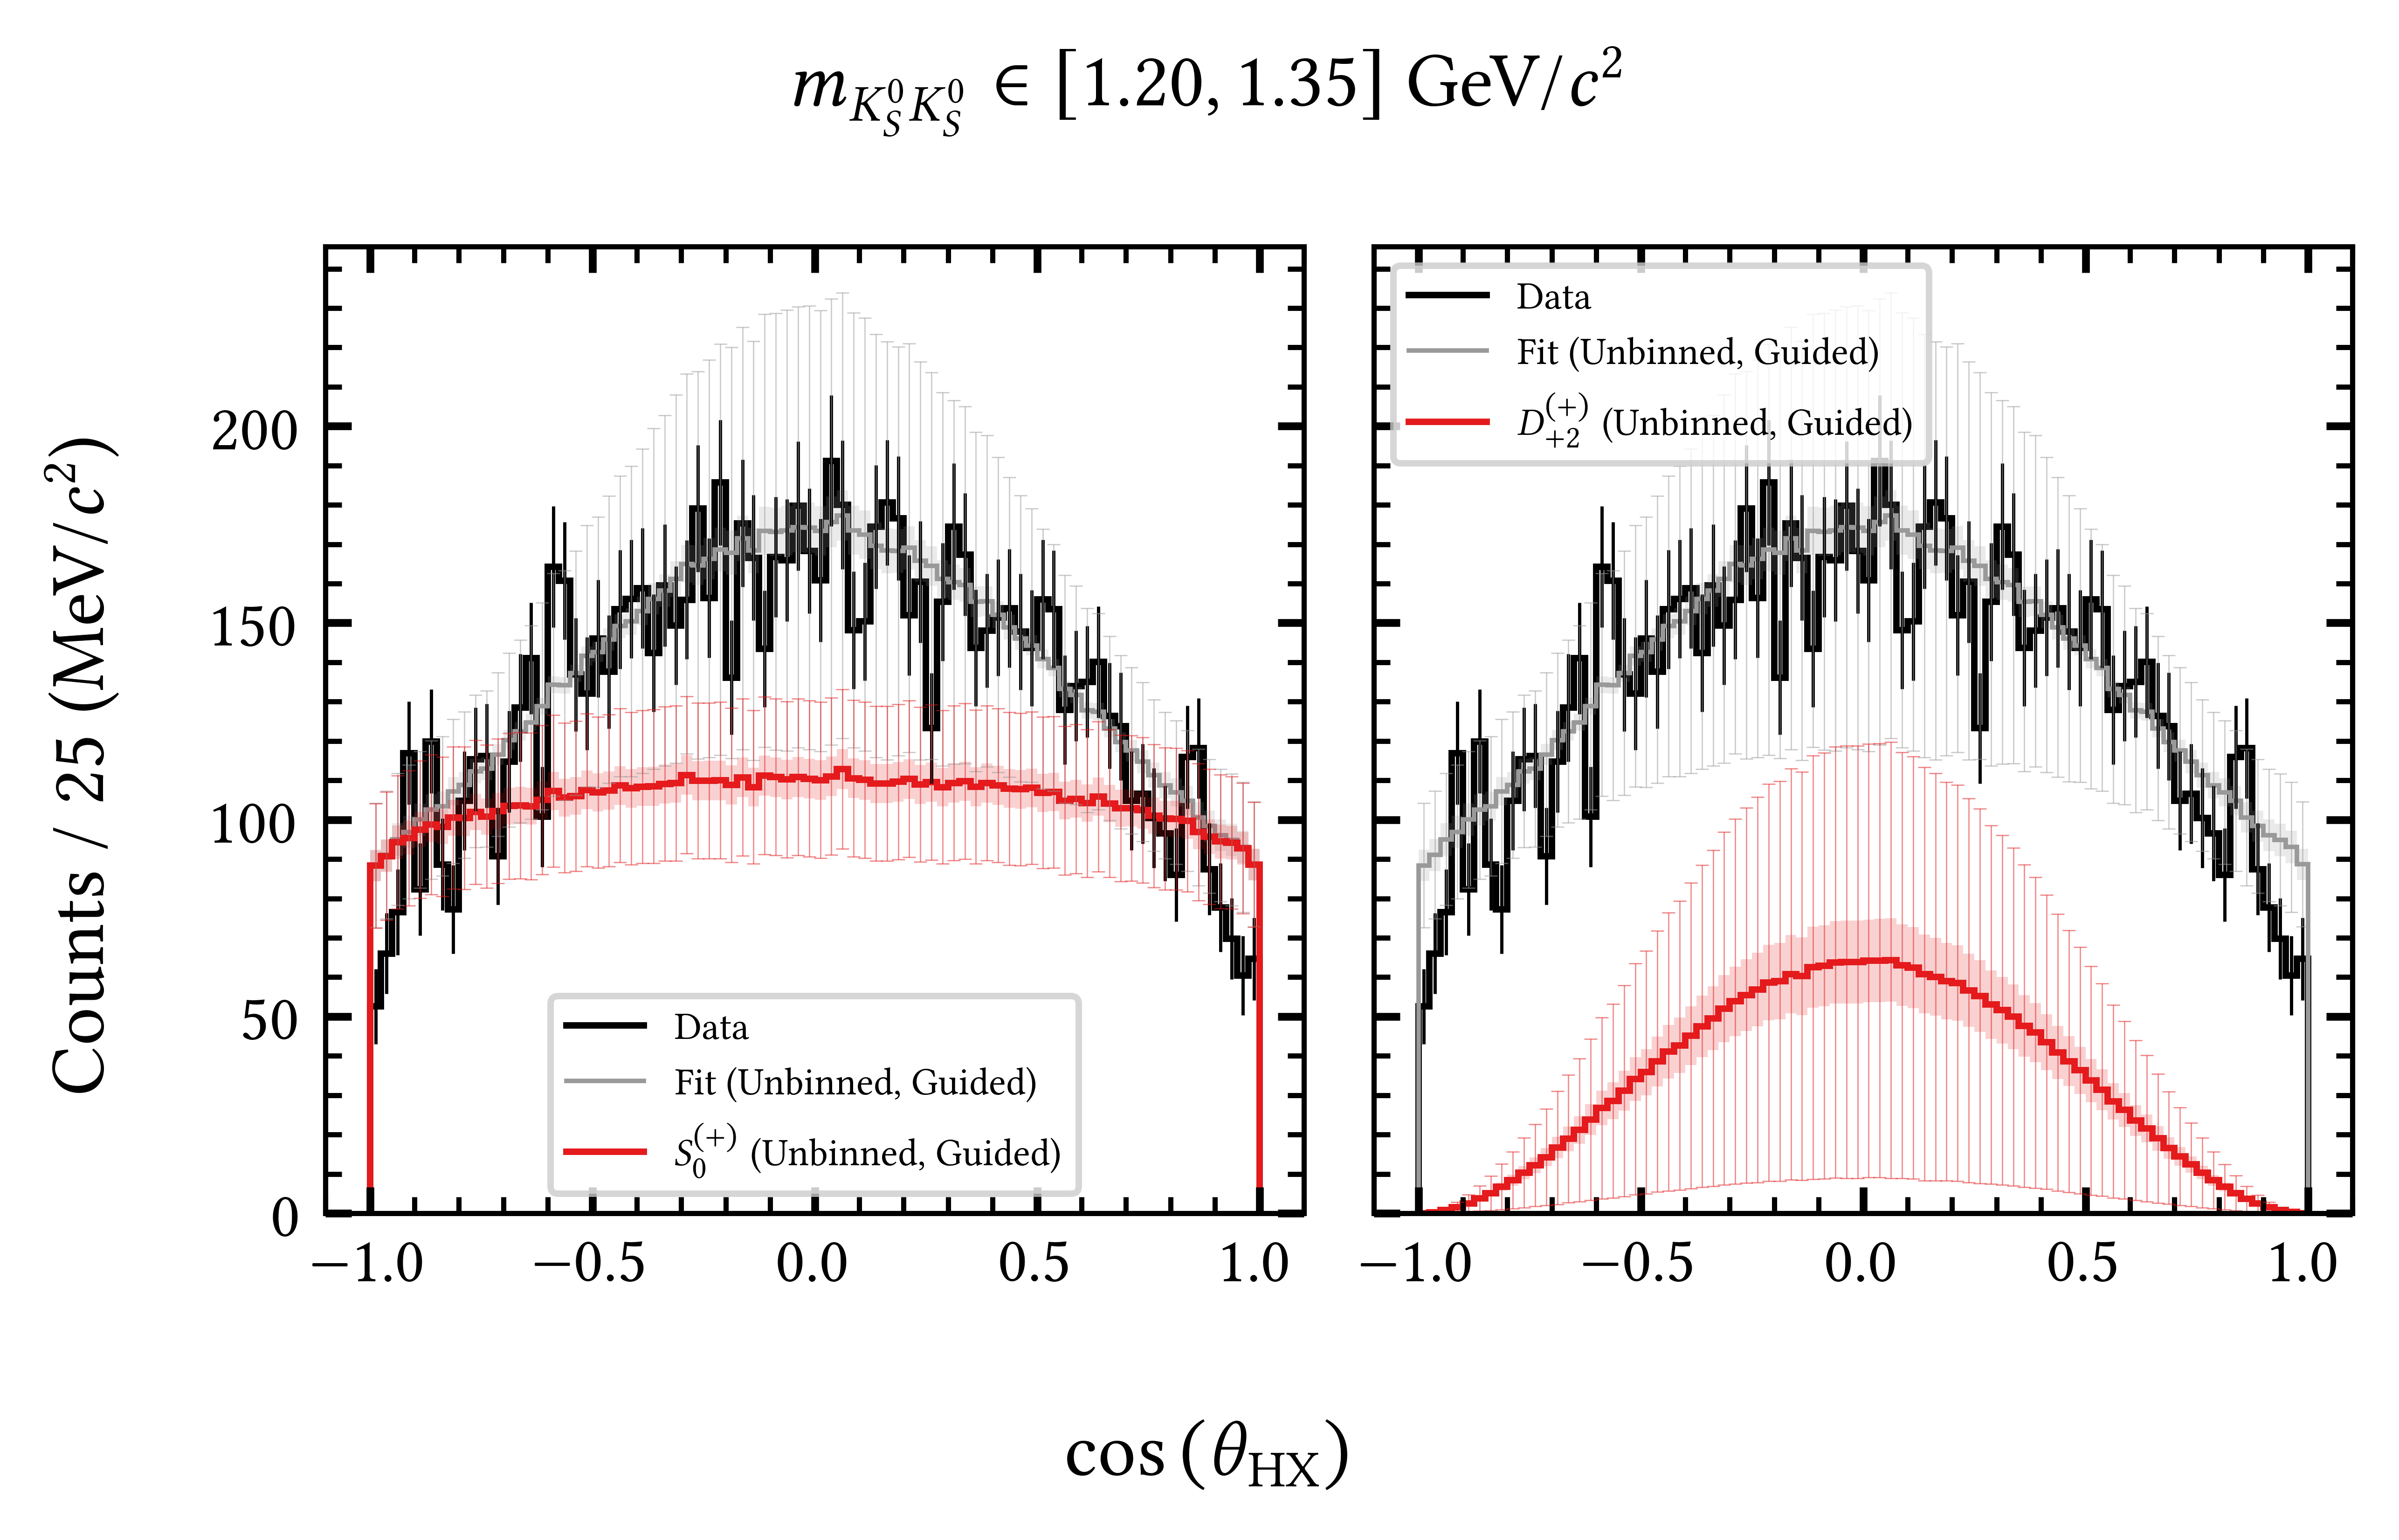 m_{K_S^0 K_S^0} ∈ [1.20, 1.35] GeV/c²
Counts / 25 (MeV/c²)
200
150
100
50
0
Data
Fit (Unbinned, Guided)
S_0^{(+)} (Unbinned, Guided)
−1.0 −0.5 0.0 0.5 1.0
Data
Fit (Unbinned, Guided)
D_{+2}^{(+)} (Unbinned, Guided)
−1.0 −0.5 0.0 0.5 1.0
cos (θ_{HX})